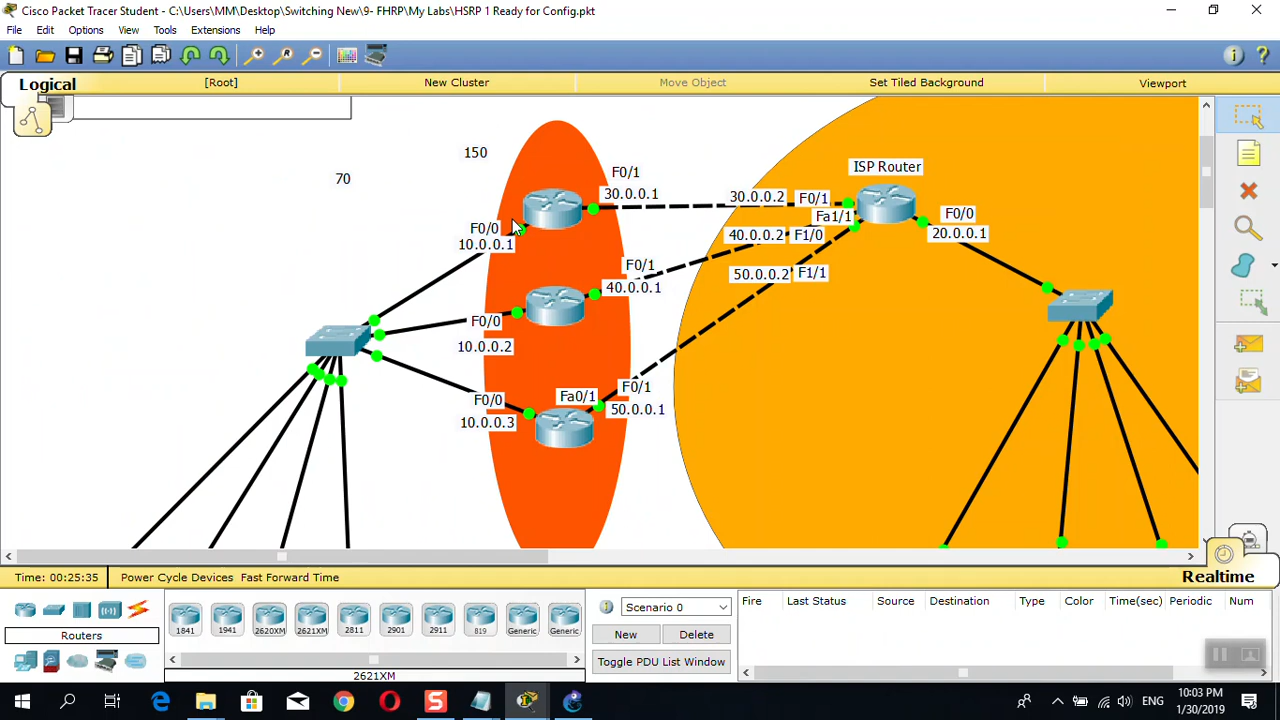 Cisco Packet Tracer Student - C:\Users\MM\Desktop\Switching New\9- FHRP\My Labs\HSRP 1 Ready for Config.pkt
File Edit Options View Tools Extensions Help
Logical
[Root]
New Cluster
Move Object
Set Tiled Background
Viewport
150
70
F0/1
30.0.0.1
F0/0
10.0.0.1
ISP Router
30.0.0.2
F0/1
Fa1/1
F0/0
20.0.0.1
40.0.0.2
F1/0
50.0.0.2
F1/1
F0/1
40.0.0.1
F0/0
10.0.0.2
F0/1
Fa0/1
50.0.0.1
F0/0
10.0.0.3
Time: 00:25:35
Power Cycle Devices Fast Forward Time
Realtime
Routers
1841
1941
2620XM
2621XM
2811
2901
2911
819
Generic
Generic
2621XM
Scenario 0
New
Delete
Toggle PDU List Window
Fire
Last Status
Source
Destination
Type
Color
Time(sec)
Periodic
Num
ENG
10:03 PM
1/30/2019